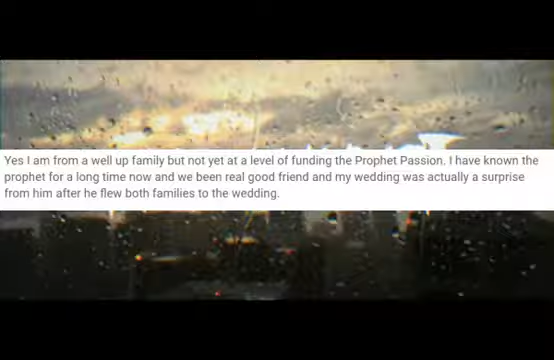 Yes I am from a well up family but not yet at a level of funding the Prophet Passion. I have known the
prophet for a long time now and we been real good friend and my wedding was actually a surprise
from him after he flew both families to the wedding.